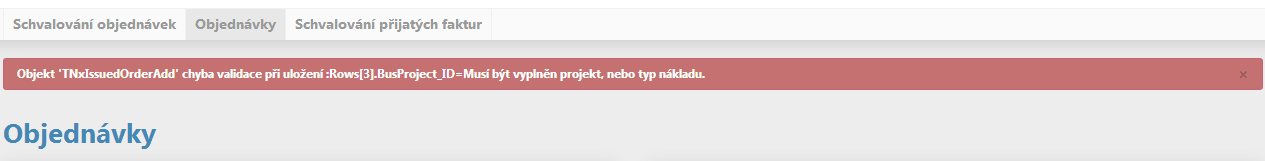 Schvalování objednávek Objednávky Schvalování přijatých faktur
Objekt 'TNxIssuedOrderAdd' chyba validace při uložení :Rows[3].BusProject_ID=Musí být vyplněn projekt, nebo typ nákladu. ×
Objednávky